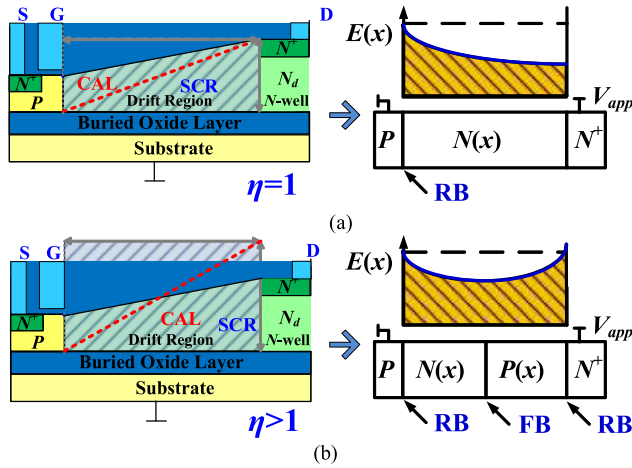 S G D
E(x)
N+
P
CAL
SCR
Drift Region
Nd
N-well
N+
Buried Oxide Layer
Substrate
η=1
Vapp
P N(x) N+
RB
(a)
S G D
E(x)
N+
P
CAL
SCR
Drift Region
Nd
N-well
N+
Buried Oxide Layer
Substrate
η>1
Vapp
P N(x) P(x) N+
RB FB RB
(b)